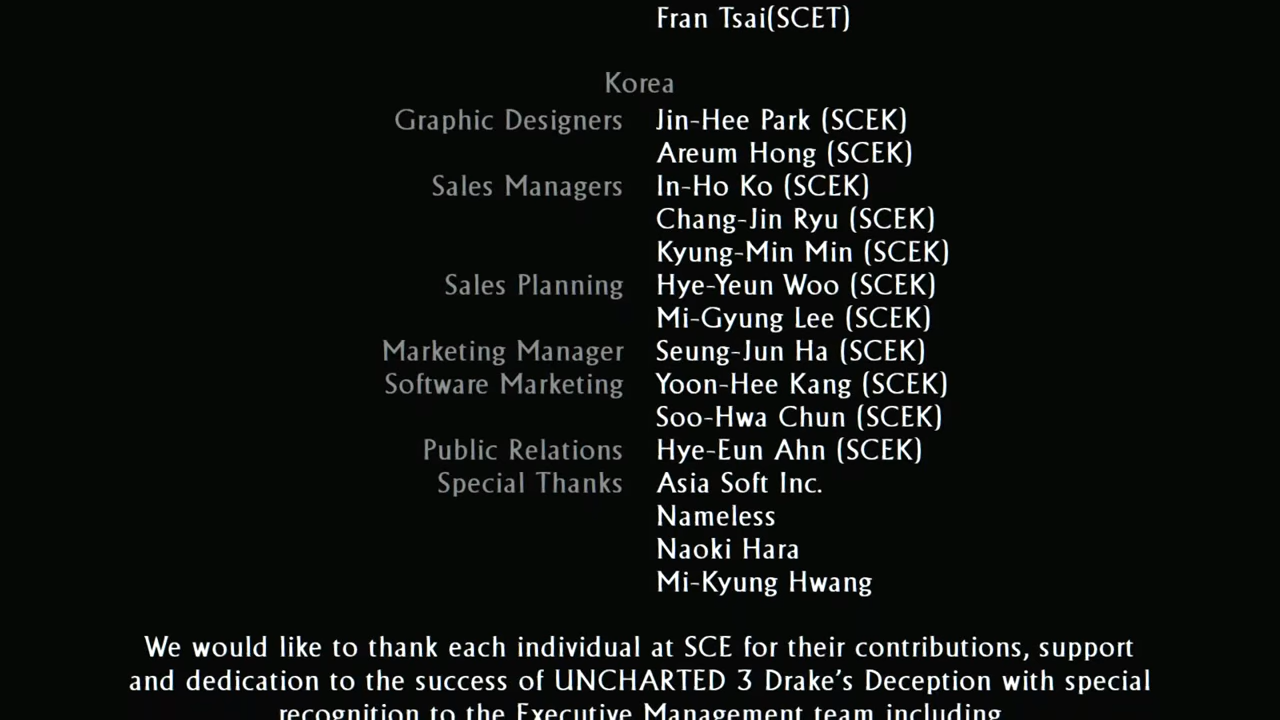 Fran Tsai(SCET)
Korea
Graphic Designers Jin-Hee Park (SCEK)
Areum Hong (SCEK)
Sales Managers In-Ho Ko (SCEK)
Chang-Jin Ryu (SCEK)
Kyung-Min Min (SCEK)
Sales Planning Hye-Yeun Woo (SCEK)
Mi-Gyung Lee (SCEK)
Marketing Manager Seung-Jun Ha (SCEK)
Software Marketing Yoon-Hee Kang (SCEK)
Soo-Hwa Chun (SCEK)
Public Relations Hye-Eun Ahn (SCEK)
Special Thanks Asia Soft Inc.
Nameless
Naoki Hara
Mi-Kyung Hwang
We would like to thank each individual at SCE for their contributions, support
and dedication to the success of UNCHARTED 3 Drake's Deception with special
recognition to the Executive Management team including